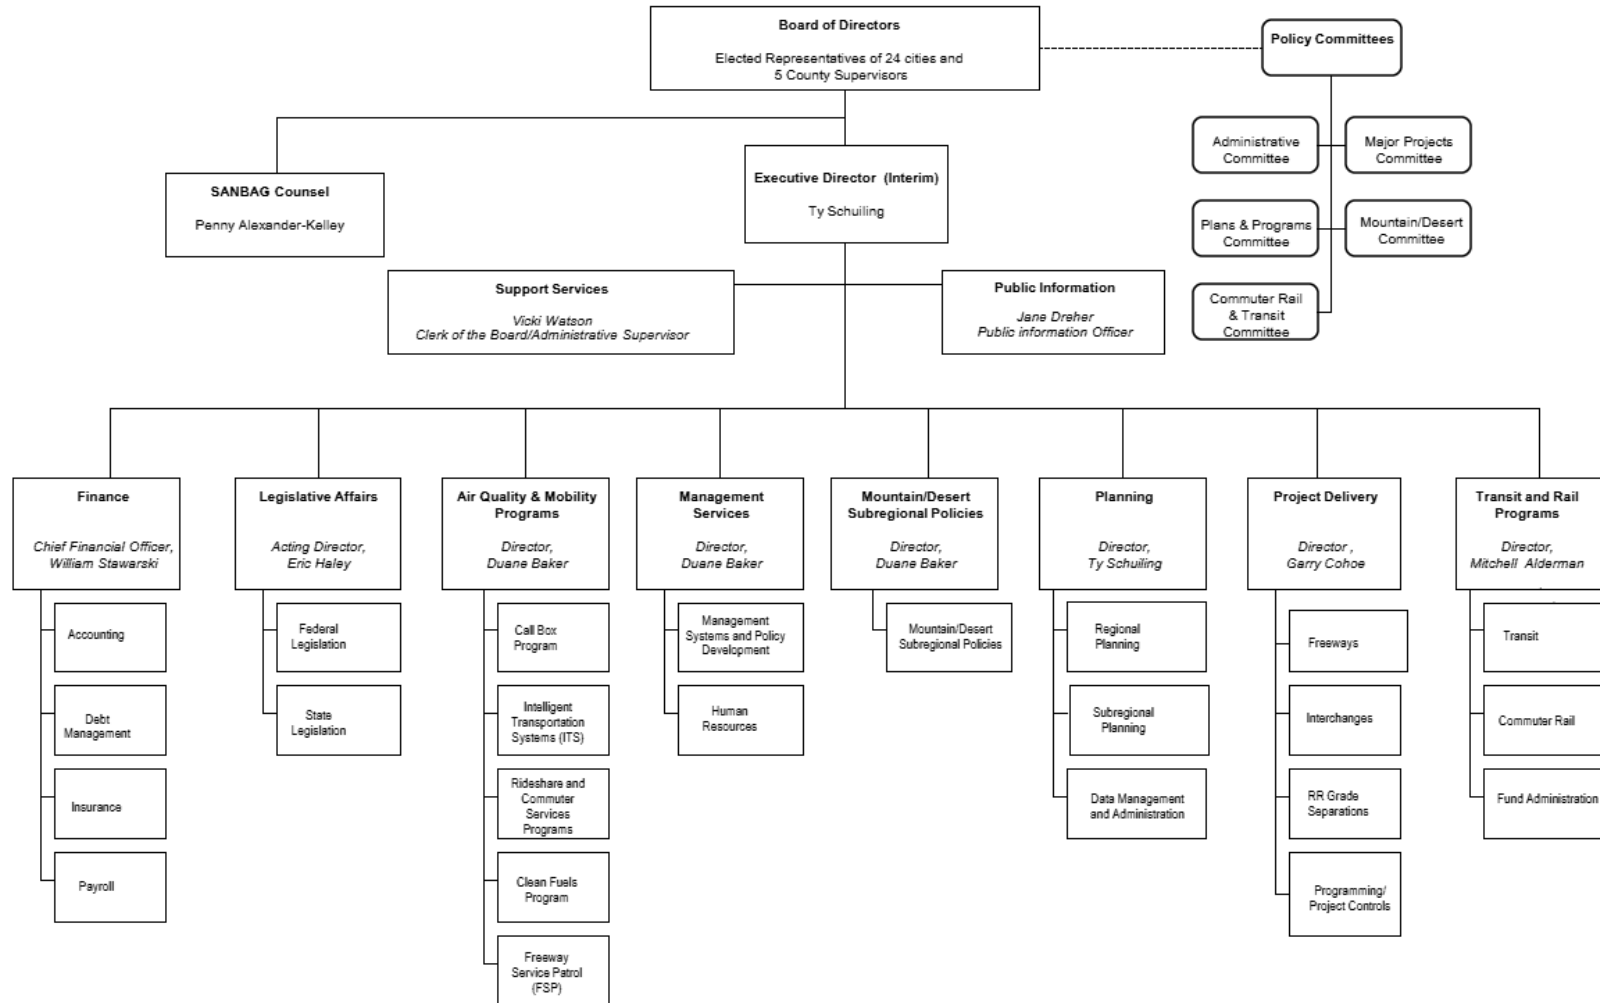 Board of Directors
Elected Representatives of 24 cities and
5 County Supervisors
Policy Committees
Administrative
Committee
Major Projects
Committee
Plans & Programs
Committee
Mountain/Desert
Committee
Commuter Rail
& Transit
Committee
SANBAG Counsel
Penny Alexander-Kelley
Executive Director (Interim)
Ty Schuiling
Support Services
Vicki Watson
Clerk of the Board/Administrative Supervisor
Public Information
Jane Dreher
Public information Officer
Finance
Chief Financial Officer,
William Stawarski
Accounting
Debt
Management
Insurance
Payroll
Legislative Affairs
Acting Director,
Eric Haley
Federal
Legislation
State
Legislation
Air Quality & Mobility
Programs
Director,
Duane Baker
Call Box
Program
Intelligent
Transportation
Systems (ITS)
Rideshare and
Commuter
Services
Programs
Clean Fuels
Program
Freeway
Service Patrol
(FSP)
Management
Services
Director,
Duane Baker
Management
Systems and Policy
Development
Human
Resources
Mountain/Desert
Subregional Policies
Director,
Duane Baker
Mountain/Desert
Subregional Policies
Planning
Director,
Ty Schuiling
Regional
Planning
Subregional
Planning
Data Management
and Administration
Project Delivery
Director ,
Garry Cohoe
Freeways
Interchanges
RR Grade
Separations
Programming/
Project Controls
Transit and Rail
Programs
Director,
Mitchell Alderman
Transit
Commuter Rail
Fund Administration